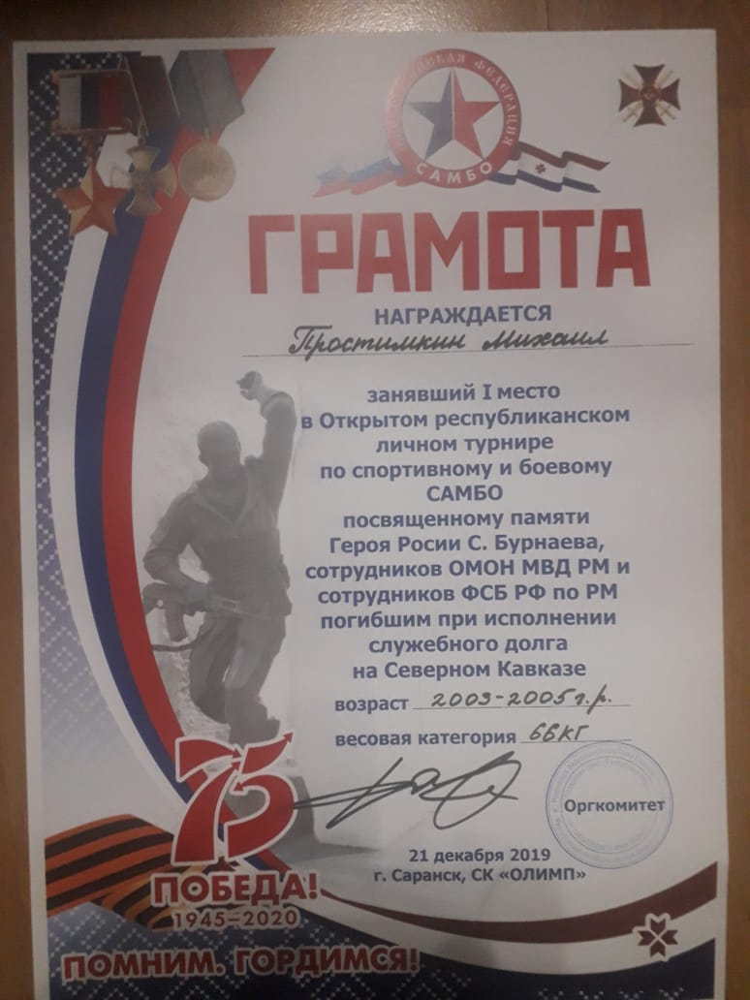 ФЕДЕРАЦИЯ
САМБО
ГРАМОТА
НАГРАЖДАЕТСЯ
Простимкин Михаил
занявший I место
в Открытом республиканском
личном турнире
по спортивному и боевому
САМБО
посвященному памяти
Героя Росии С. Бурнаева,
сотрудников ОМОН МВД РМ и
сотрудников ФСБ РФ по РМ
погибшим при исполнении
служебного долга
на Северном Кавказе
возраст 2003-2005г.р.
весовая категория 66кг
Оргкомитет
21 декабря 2019
г. Саранск, СК «ОЛИМП»
75
ПОБЕДА!
1945–2020
ПОМНИМ. ГОРДИМСЯ!